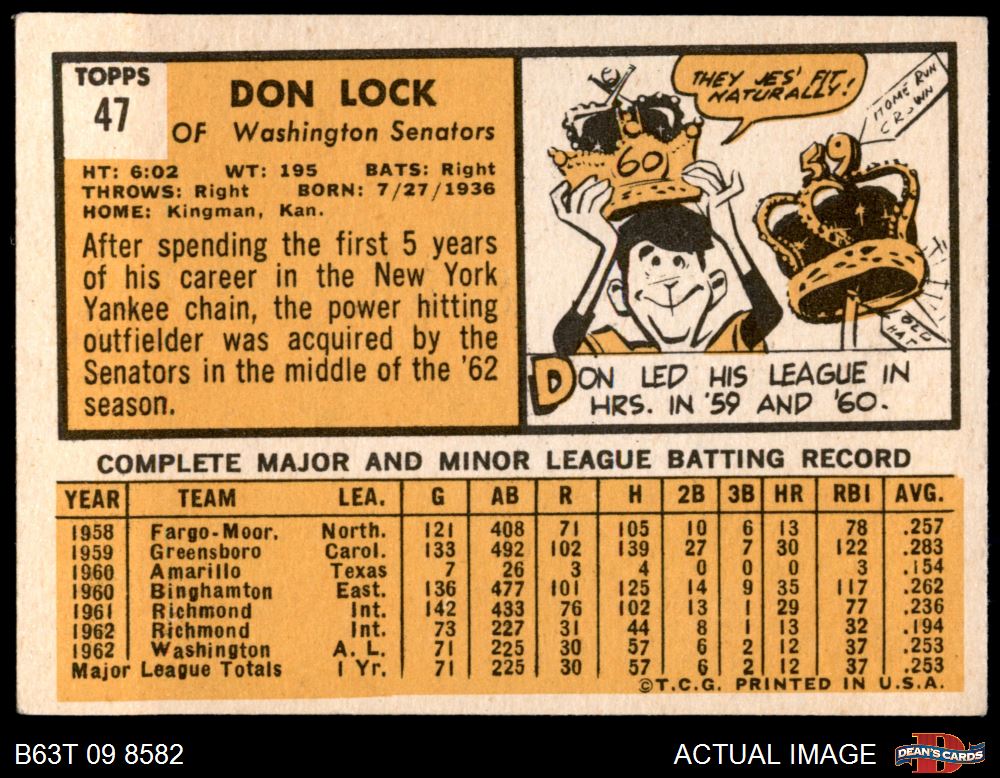 TOPPS
47
DON LOCK
OF Washington Senators
HT: 6:02 WT: 195 BATS: Right
THROWS: Right BORN: 7/27/1936
HOME: Kingman, Kan.
After spending the first 5 years
of his career in the New York
Yankee chain, the power hitting
outfielder was acquired by the
Senators in the middle of the '62
season.
THEY JES' FIT
NATURALLY!
60
HOME RUN
CROWN
59
OLD
HAT
DON LED HIS LEAGUE IN
HRS. IN '59 AND '60.
COMPLETE MAJOR AND MINOR LEAGUE BATTING RECORD
YEAR TEAM LEA. G AB R H 2B 3B HR RBI AVG.
1958 Fargo-Moor. North. 121 408 71 105 10 6 13 78 .257
1959 Greensboro Carol. 133 492 102 139 27 7 30 122 .283
1960 Amarillo Texas 7 26 3 4 0 0 0 3 .154
1960 Binghamton East. 136 477 101 125 14 9 35 117 .262
1961 Richmond Int. 142 433 76 102 13 1 29 77 .236
1962 Richmond Int. 73 227 31 44 8 1 13 32 .194
1962 Washington A. L. 71 225 30 57 6 2 12 37 .253
Major League Totals 1 Yr. 71 225 30 57 6 2 12 37 .253
©T.C.G. PRINTED IN U.S.A.
B63T 09 8582
ACTUAL IMAGE
DEAN'S CARDS